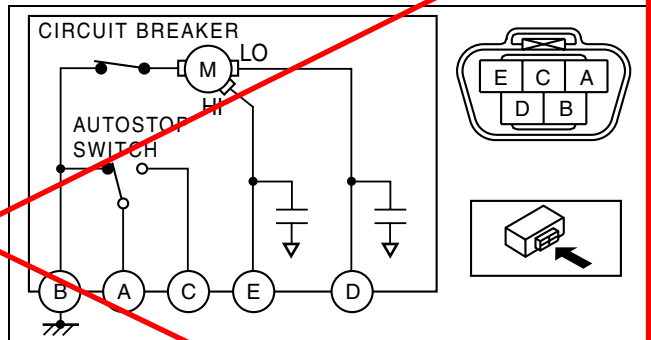 CIRCUIT BREAKER
M
LO
HI
AUTOSTOP
SWITCH
B A C E D
E C A
D B